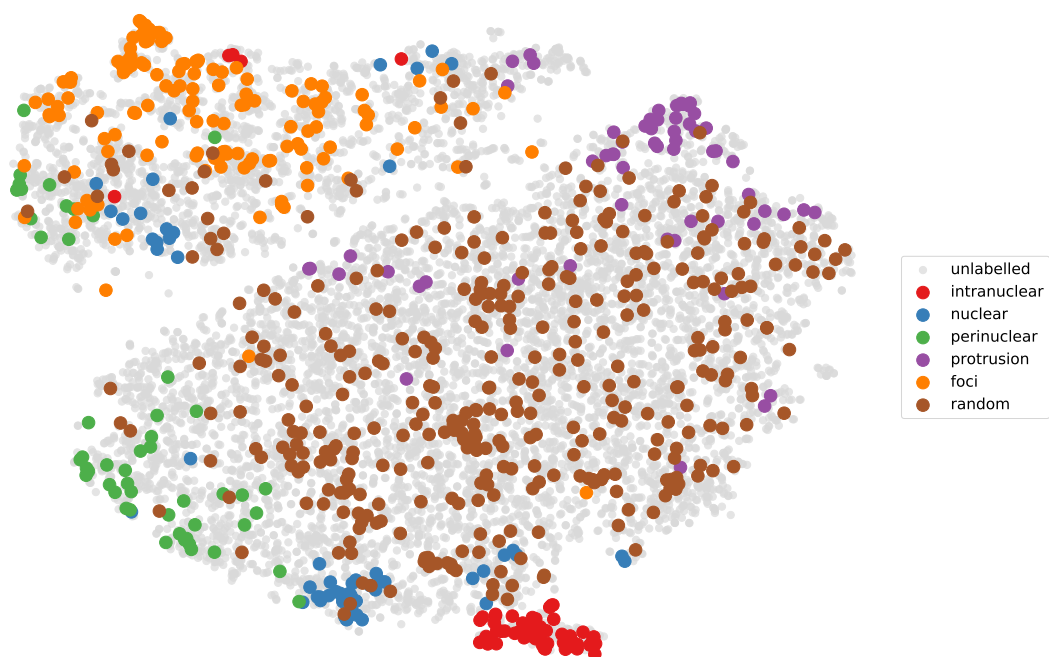 unlabelled
intranuclear
nuclear
perinuclear
protrusion
foci
random